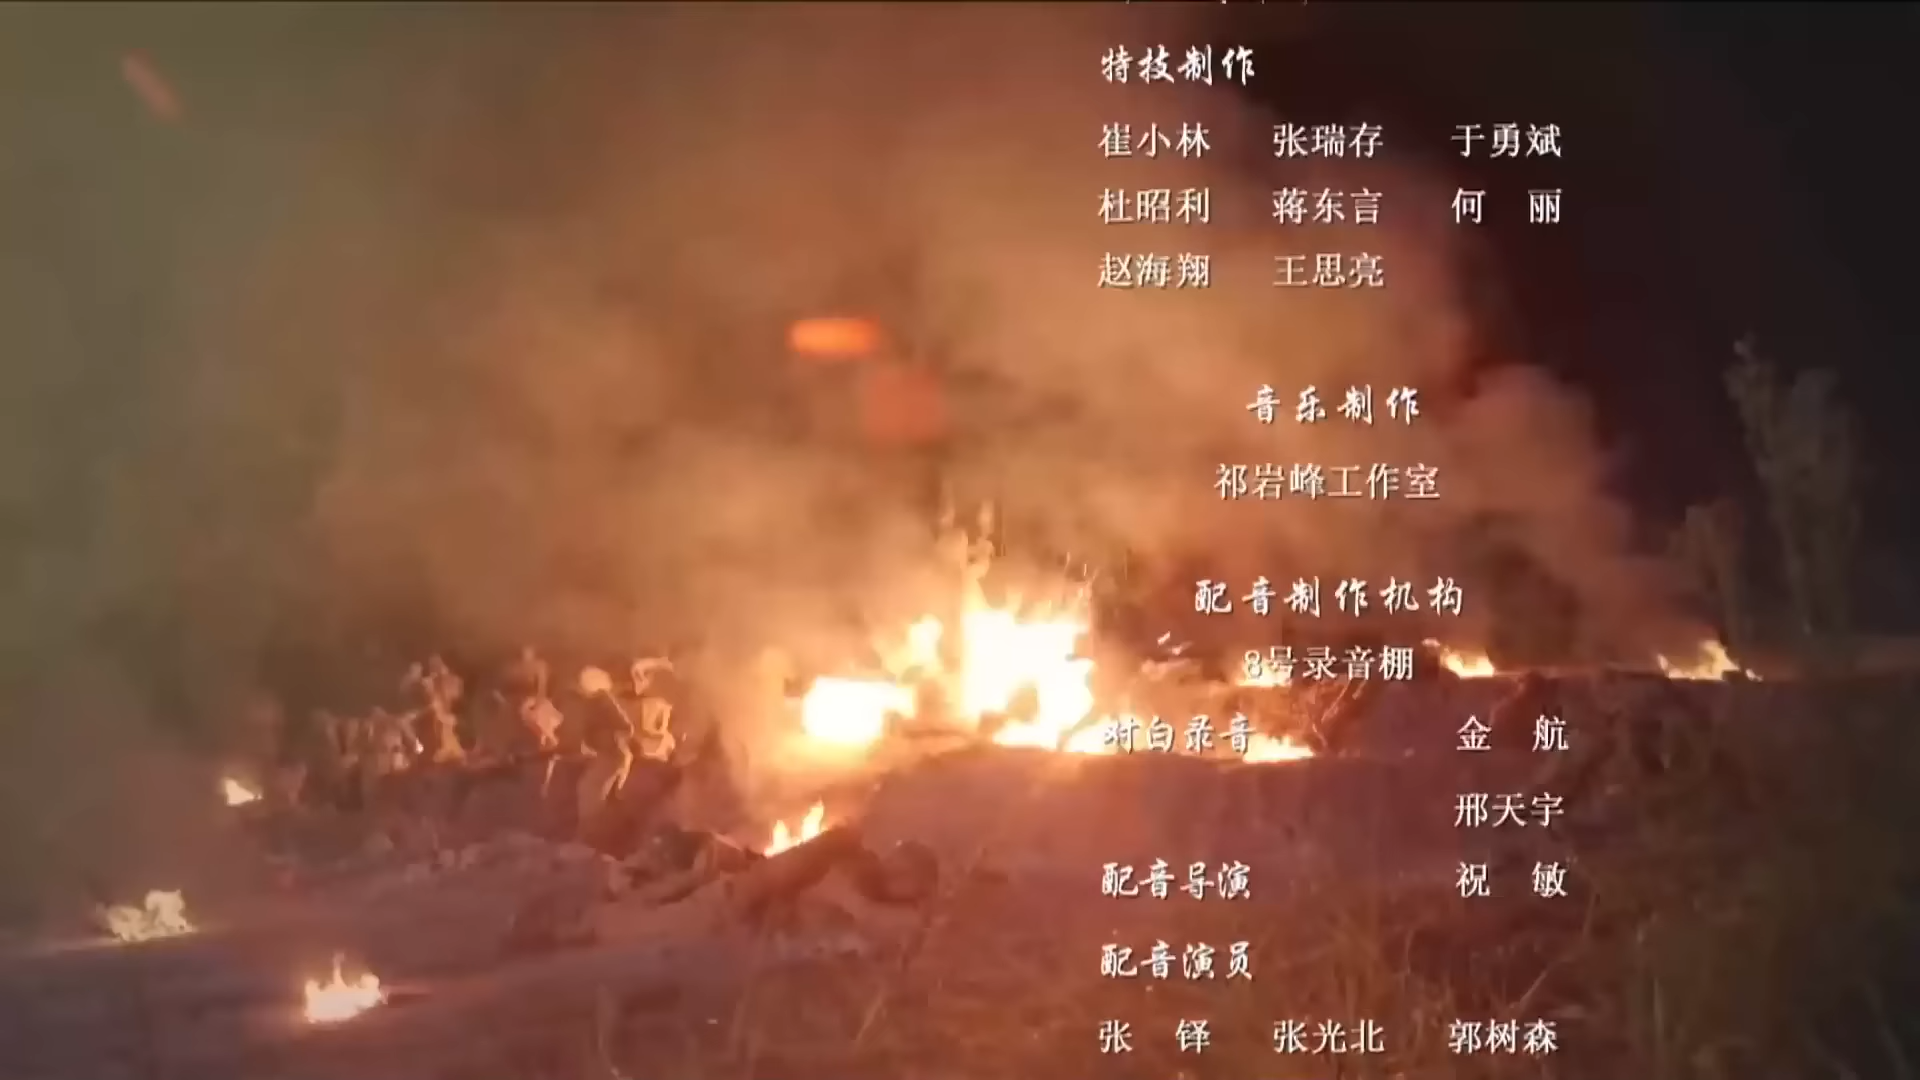 特技制作
崔小林 张瑞存 于勇斌
杜昭利 蒋东言 何 丽
赵海翔 王思亮
音乐制作
祁岩峰工作室
配音制作机构
8号录音棚
对白录音 金 航
邢天宇
配音导演 祝 敏
配音演员
张 铎 张光北 郭树森